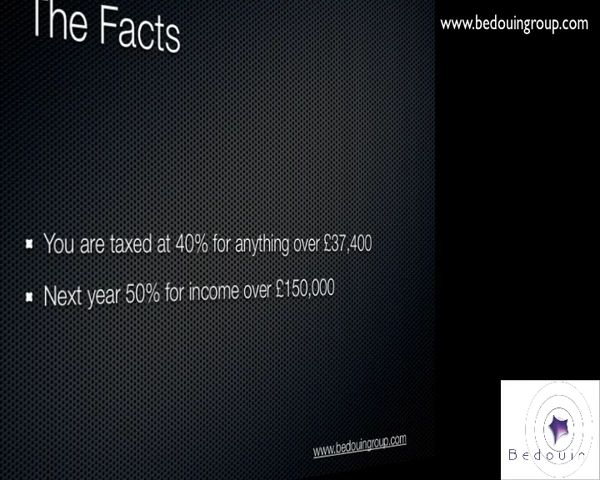 www.bedouingroup.com
The Facts
You are taxed at 40% for anything over £37,400
Next year 50% for income over £150,000
www.bedouingroup.com
Bedouin